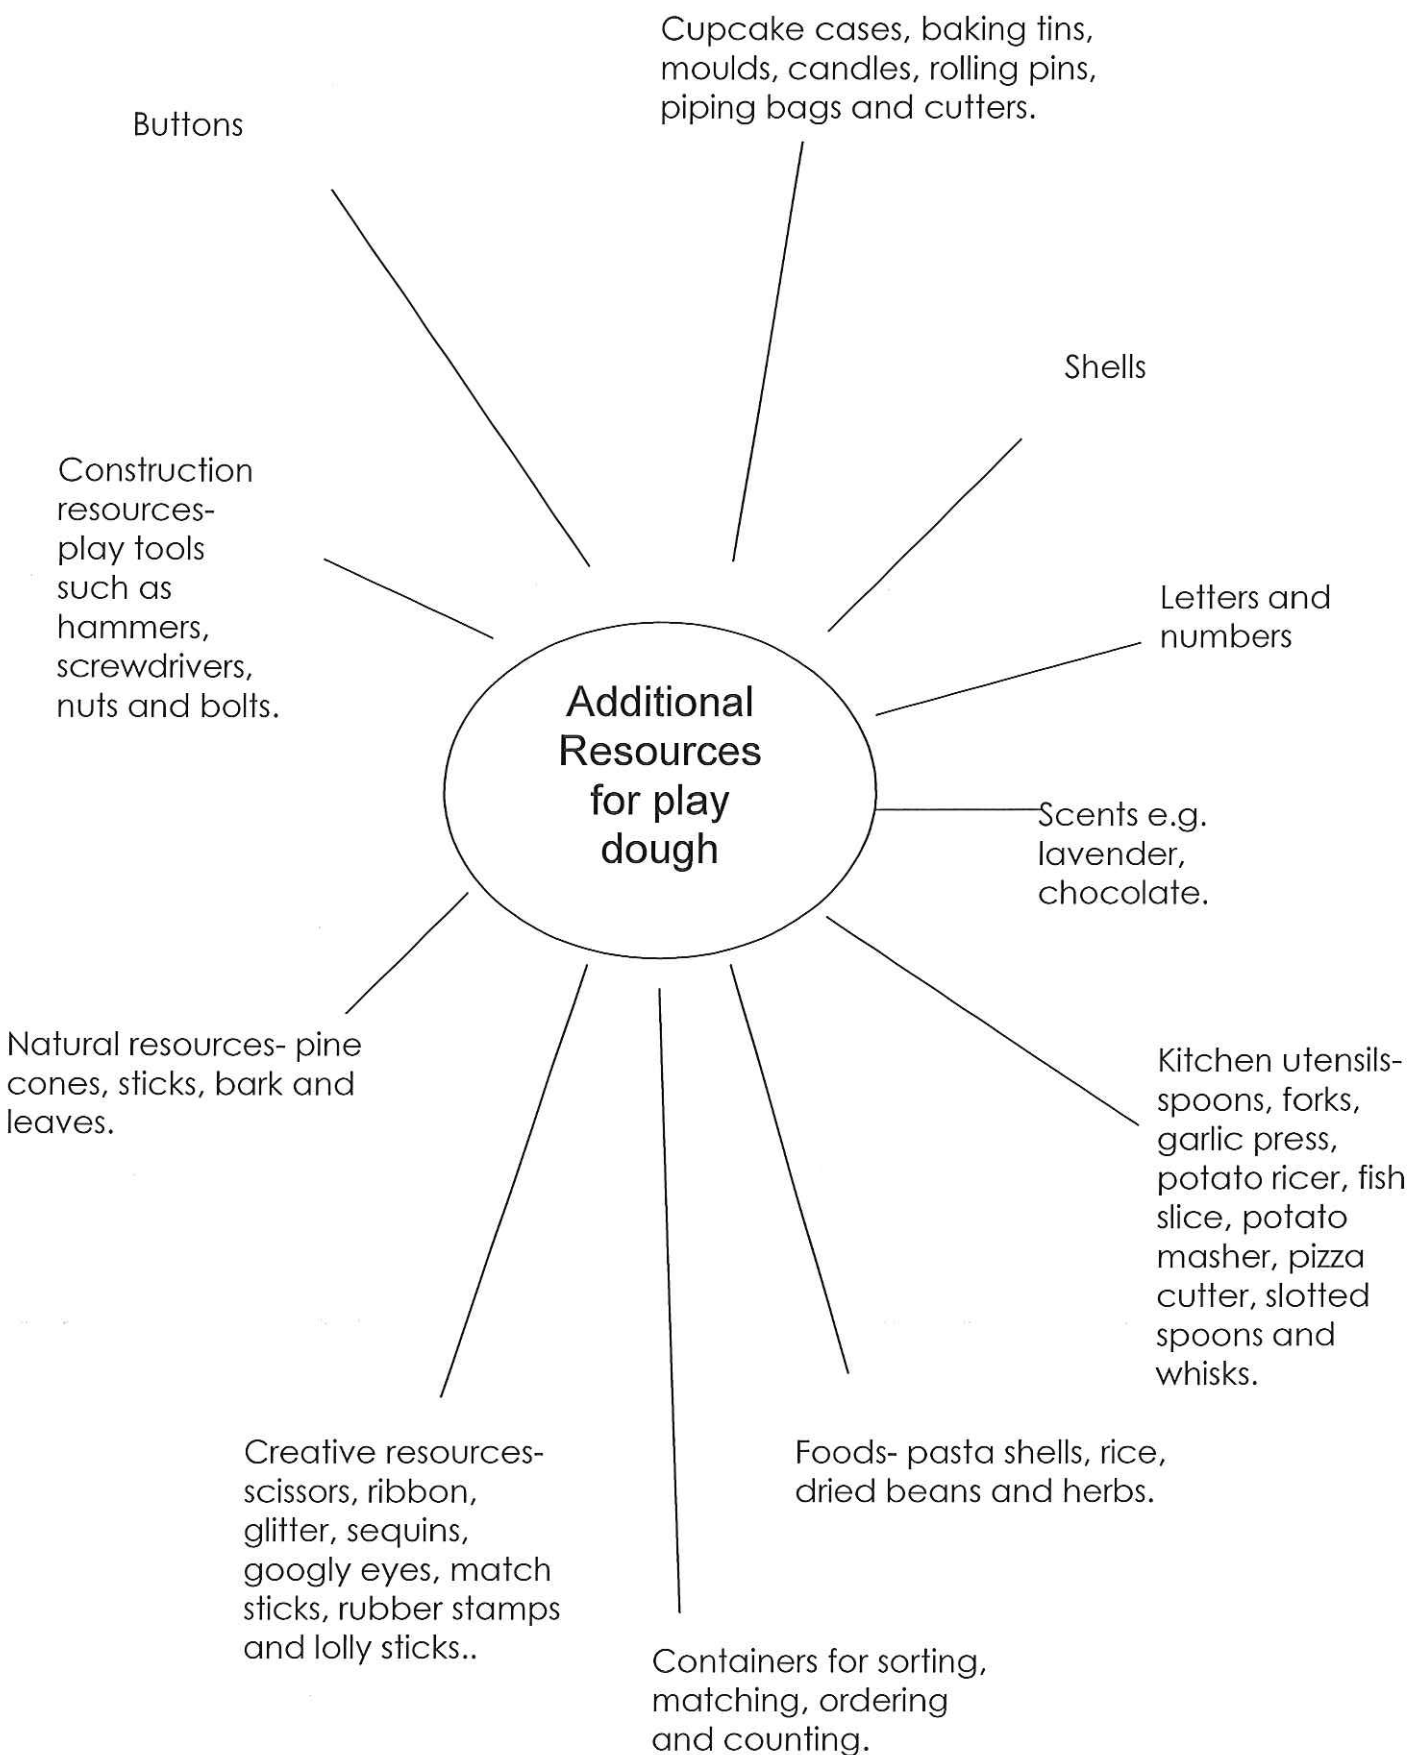 Cupcake cases, baking tins,
moulds, candles, rolling pins,
piping bags and cutters.
Buttons
Shells
Construction
resources-
play tools
such as
hammers,
screwdrivers,
nuts and bolts.
Letters and
numbers
Additional
Resources
for play
dough
Scents e.g.
lavender,
chocolate.
Natural resources- pine
cones, sticks, bark and
leaves.
Kitchen utensils-
spoons, forks,
garlic press,
potato ricer, fish
slice, potato
masher, pizza
cutter, slotted
spoons and
whisks.
Creative resources-
scissors, ribbon,
glitter, sequins,
googly eyes, match
sticks, rubber stamps
and lolly sticks..
Foods- pasta shells, rice,
dried beans and herbs.
Containers for sorting,
matching, ordering
and counting.